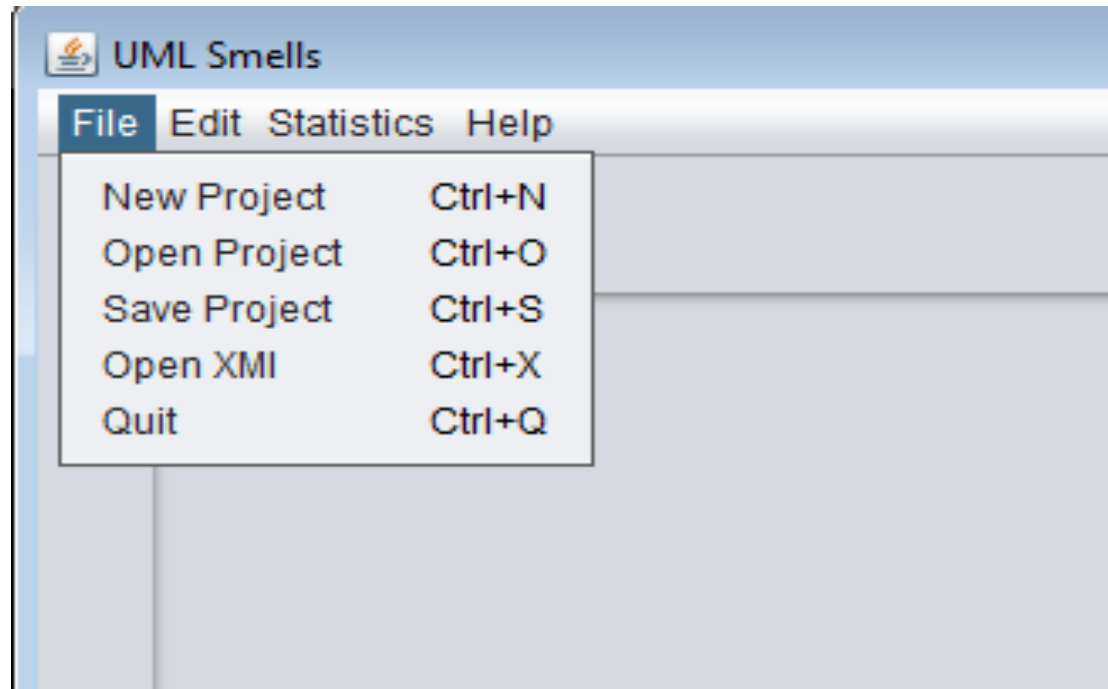 UML Smells
File Edit Statistics Help
New Project Ctrl+N
Open Project Ctrl+O
Save Project Ctrl+S
Open XMI Ctrl+X
Quit Ctrl+Q